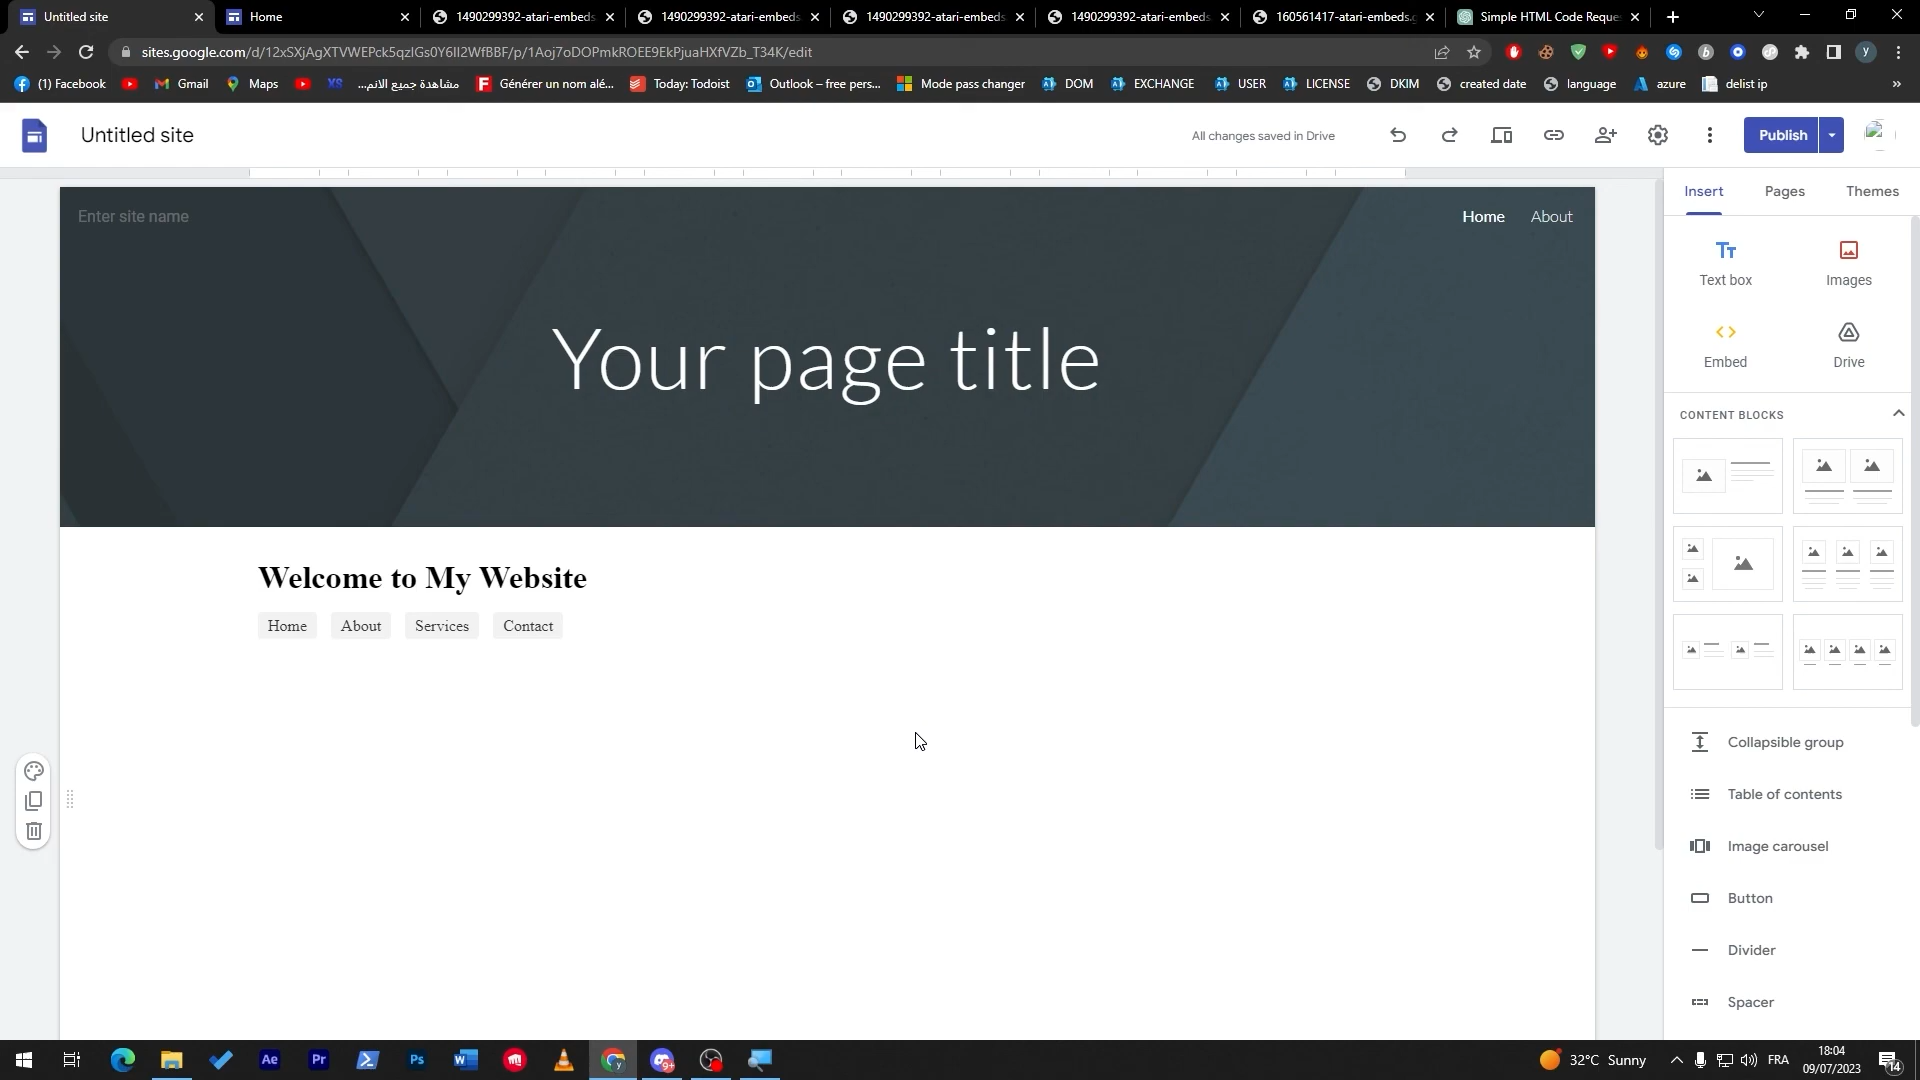 Untitled site
Home
1490299392-atari-embeds.
1490299392-atari-embeds.
1490299392-atari-embeds
1490299392-atari-embeds.
160561417-atari-embeds.g
Simple HTML Code Reque
sites.google.com/d/12xSXjAgXTVWEPck5qzlGs0Y6Il2WfBBF/p/1Aoj7oDOPmkROEE9EkPjuaHXfVZb_T34K/edit
(1) Facebook
Gmail
Maps
XS
مشاهدة جميع الانم...
Générer un nom alé...
Today: Todoist
Outlook – free pers...
Mode pass changer
DOM
EXCHANGE
USER
LICENSE
DKIM
created date
language
azure
delist ip
»
Untitled site
All changes saved in Drive
Publish
Enter site name
Home
About
Your page title
Welcome to My Website
Home
About
Services
Contact
Insert
Pages
Themes
Text box
Images
Embed
Drive
CONTENT BLOCKS
Collapsible group
Table of contents
Image carousel
Button
Divider
Spacer
32°C Sunny
FRA
18:04
09/07/2023
14